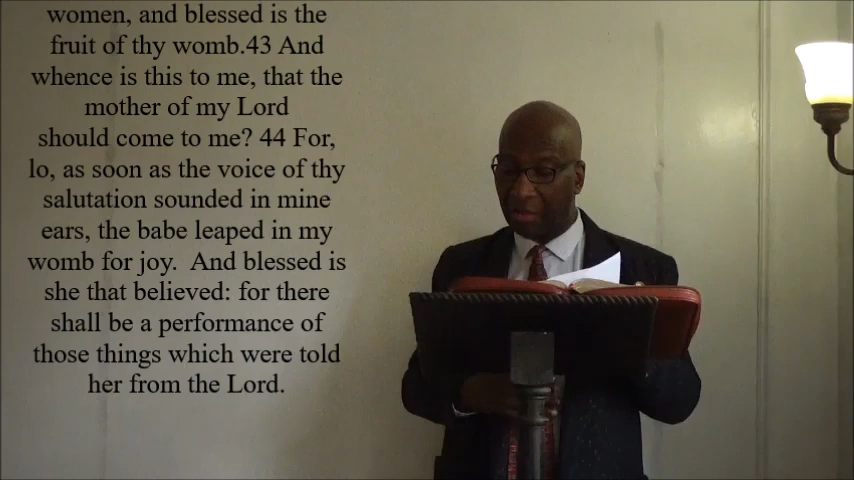 women, and blessed is the
fruit of thy womb.43 And
whence is this to me, that the
mother of my Lord
should come to me? 44 For,
lo, as soon as the voice of thy
salutation sounded in mine
ears, the babe leaped in my
womb for joy.  And blessed is
she that believed: for there
shall be a performance of
those things which were told
her from the Lord.